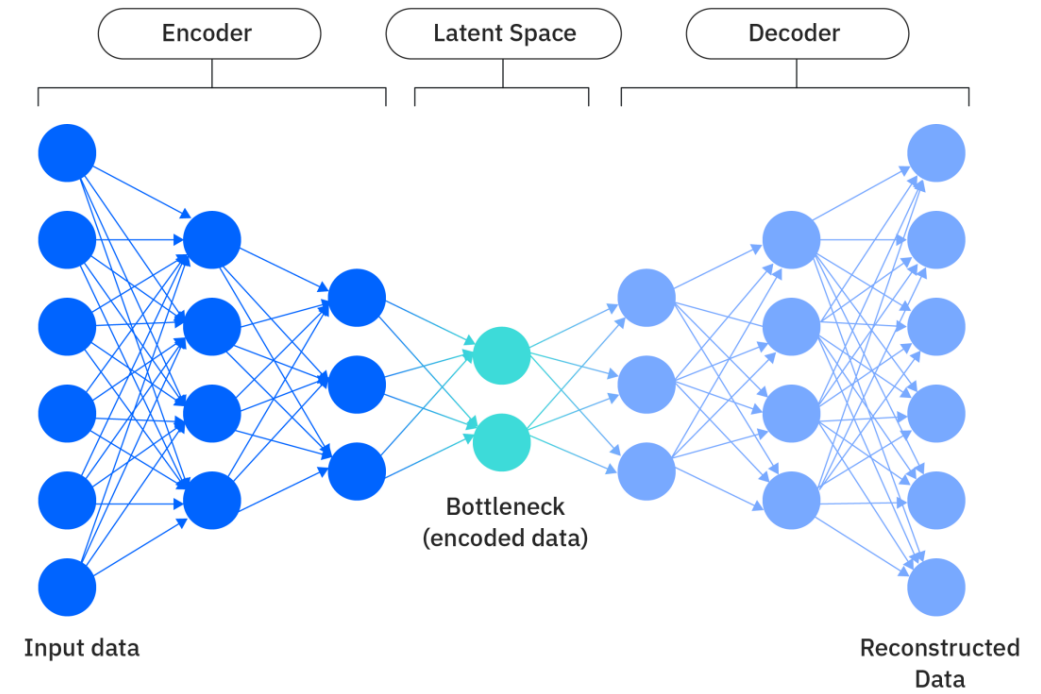 Encoder
Latent Space
Decoder
Bottleneck
(encoded data)
Input data
Reconstructed
Data